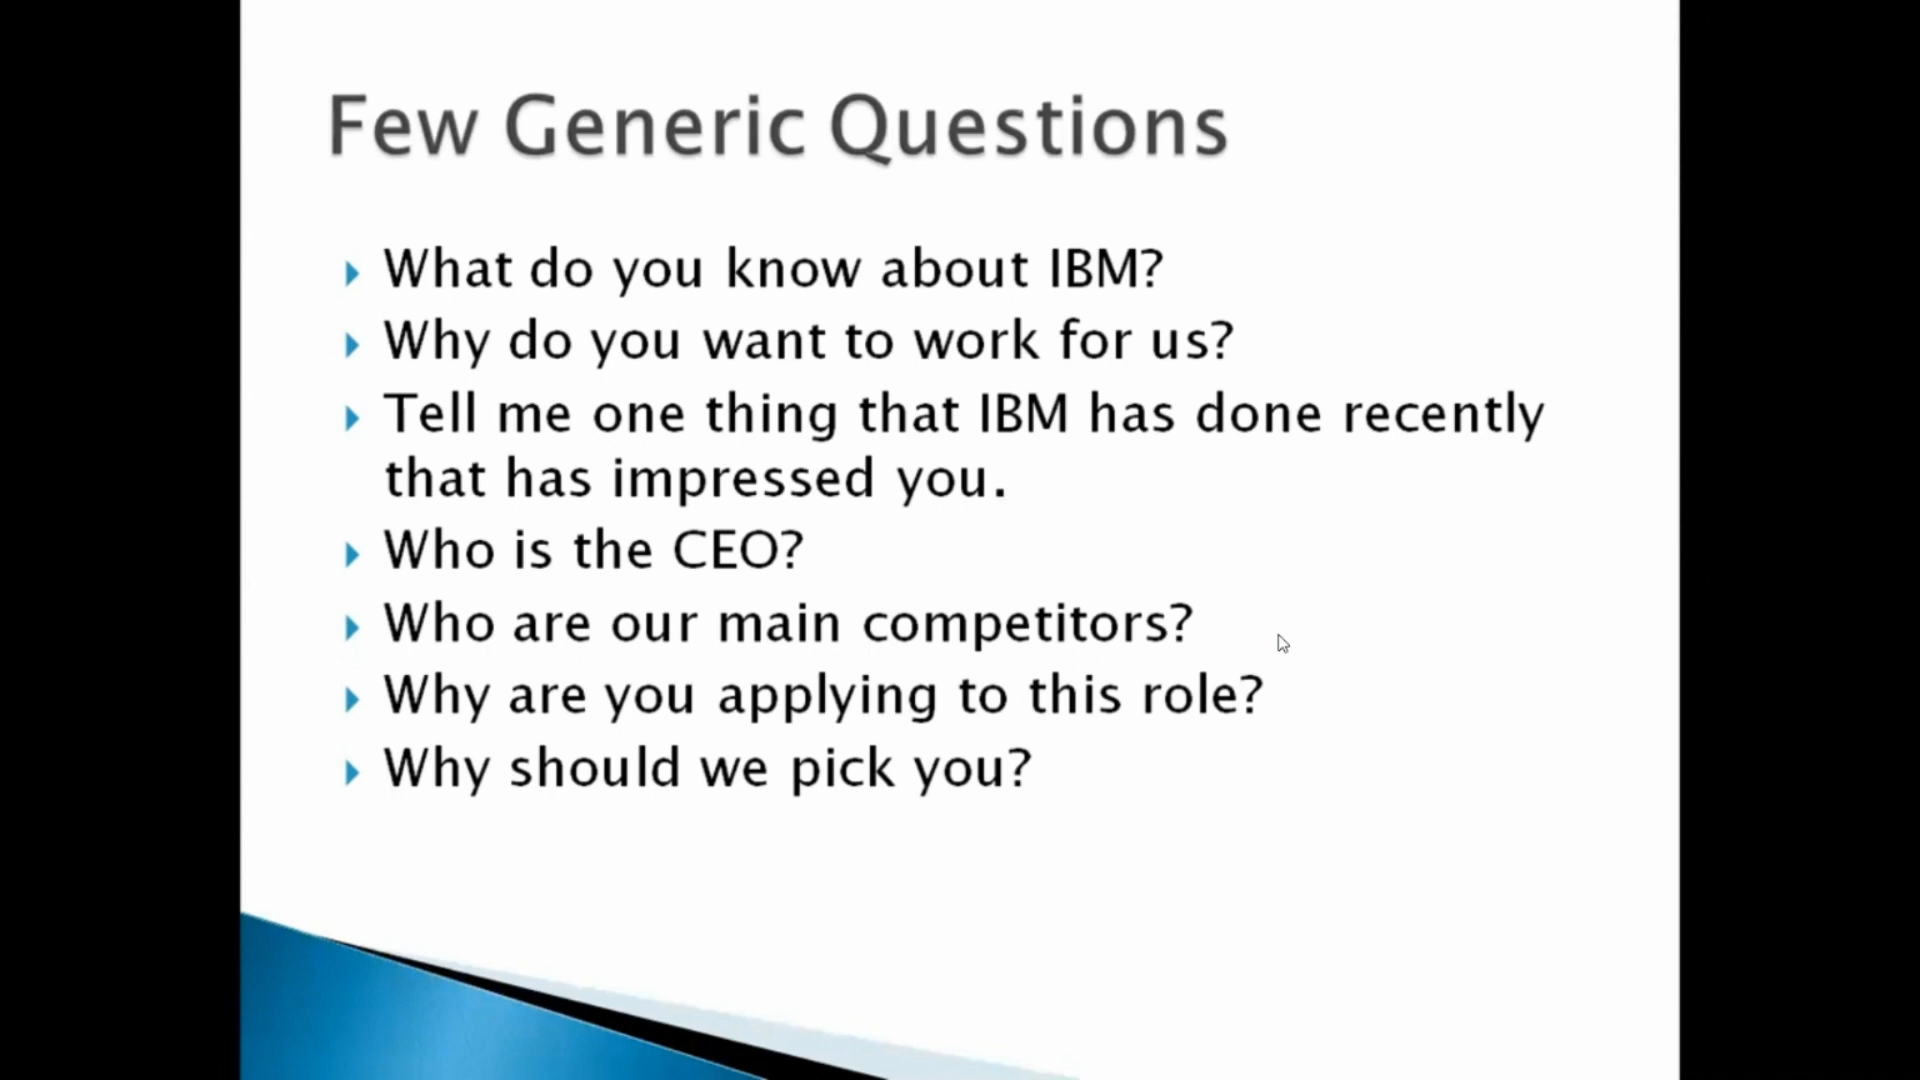 Few Generic Questions
What do you know about IBM?
Why do you want to work for us?
Tell me one thing that IBM has done recently
that has impressed you.
Who is the CEO?
Who are our main competitors?
Why are you applying to this role?
Why should we pick you?